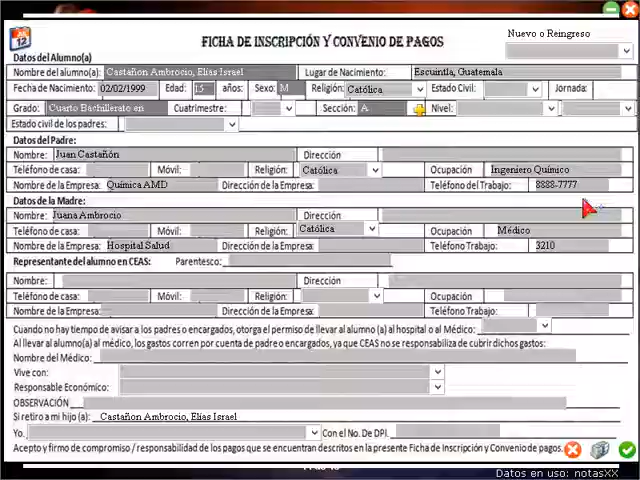 JUL 12
FICHA DE INSCRIPCIÓN Y CONVENIO DE PAGOS
Nuevo o Reingreso
Datos del Alumno(a)
Nombre del alumno(a): Castañon Ambrocio, Elias Israel Lugar de Nacimiento: Escuintla, Guatemala
Fecha de Nacimiento: 02/02/1999 Edad: 15 años: Sexo: M Religión: Católica Estado Civil: Jornada:
Grado: Cuarto Bachillerato en Cuatrimestre: Sección: A Nivel:
Estado civil de los padres:
Datos del Padre:
Nombre: Juan Castañón Dirección
Teléfono de casa: Móvil: Religión: Católica Ocupación Ingeniero Químico
Nombre de la Empresa: Química AMD Dirección de la Empresa: Teléfono del Trabajo: 8888-7777
Datos de la Madre:
Nombre: Juana Ambrocio Dirección
Teléfono de casa: Móvil: Religión: Católica Ocupación Médico
Nombre de la Empresa: Hospital Salud Dirección de la Empresa: Teléfono Trabajo: 3210
Representante del alumno en CEAS: Parentesco:
Nombre: Dirección
Teléfono de casa: Móvil: Religión: Ocupación
Nombre de la Empresa: Dirección de la Empresa: Teléfono del Trabajo:
Cuando no hay tiempo de avisar a los padres o encargados, otorga el permiso de llevar al alumno (a) al hospital o al Médico:
Al llevar al alumno(a) al médico, los gastos corren por cuenta de padre o encargados, ya que CEAS no se responsabiliza de cubrir dichos gastos:
Nombre del Médico:
Vive con:
Responsable Económico:
OBSERVACIÓN
Si retiro a mi hijo (a): Castañon Ambrocio, Elias Israel
Yo. Con el No. De DPI.
Acepto y firmo de compromiso / responsabilidad de los pagos que se encuentran descritos en la presente Ficha de Inscripción y Convenio de pagos.
Datos en uso: notasXX